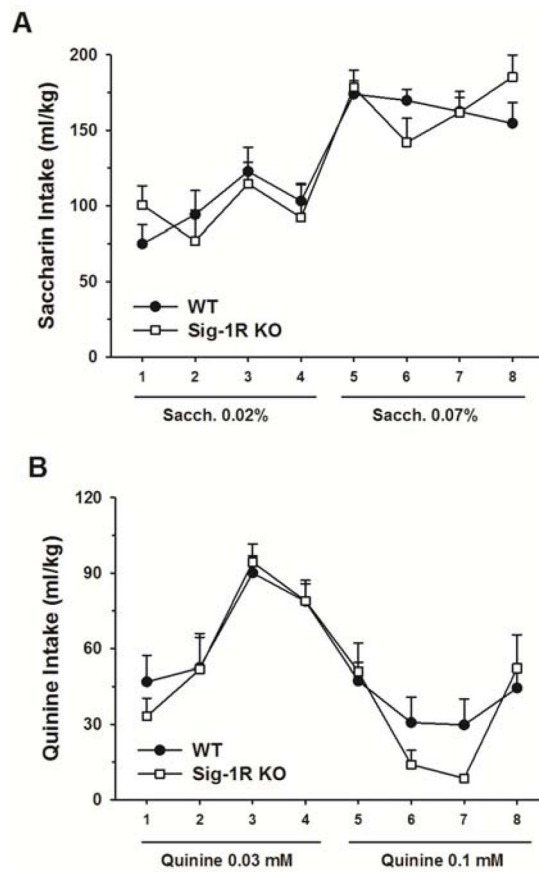 A
Saccharin Intake (ml/kg)
200
150
100
50
0
WT
Sig-1R KO
1 2 3 4 5 6 7 8
Sacch. 0.02% Sacch. 0.07%
B
Quinine Intake (ml/kg)
120
90
60
30
0
WT
Sig-1R KO
1 2 3 4 5 6 7 8
Quinine 0.03 mM Quinine 0.1 mM